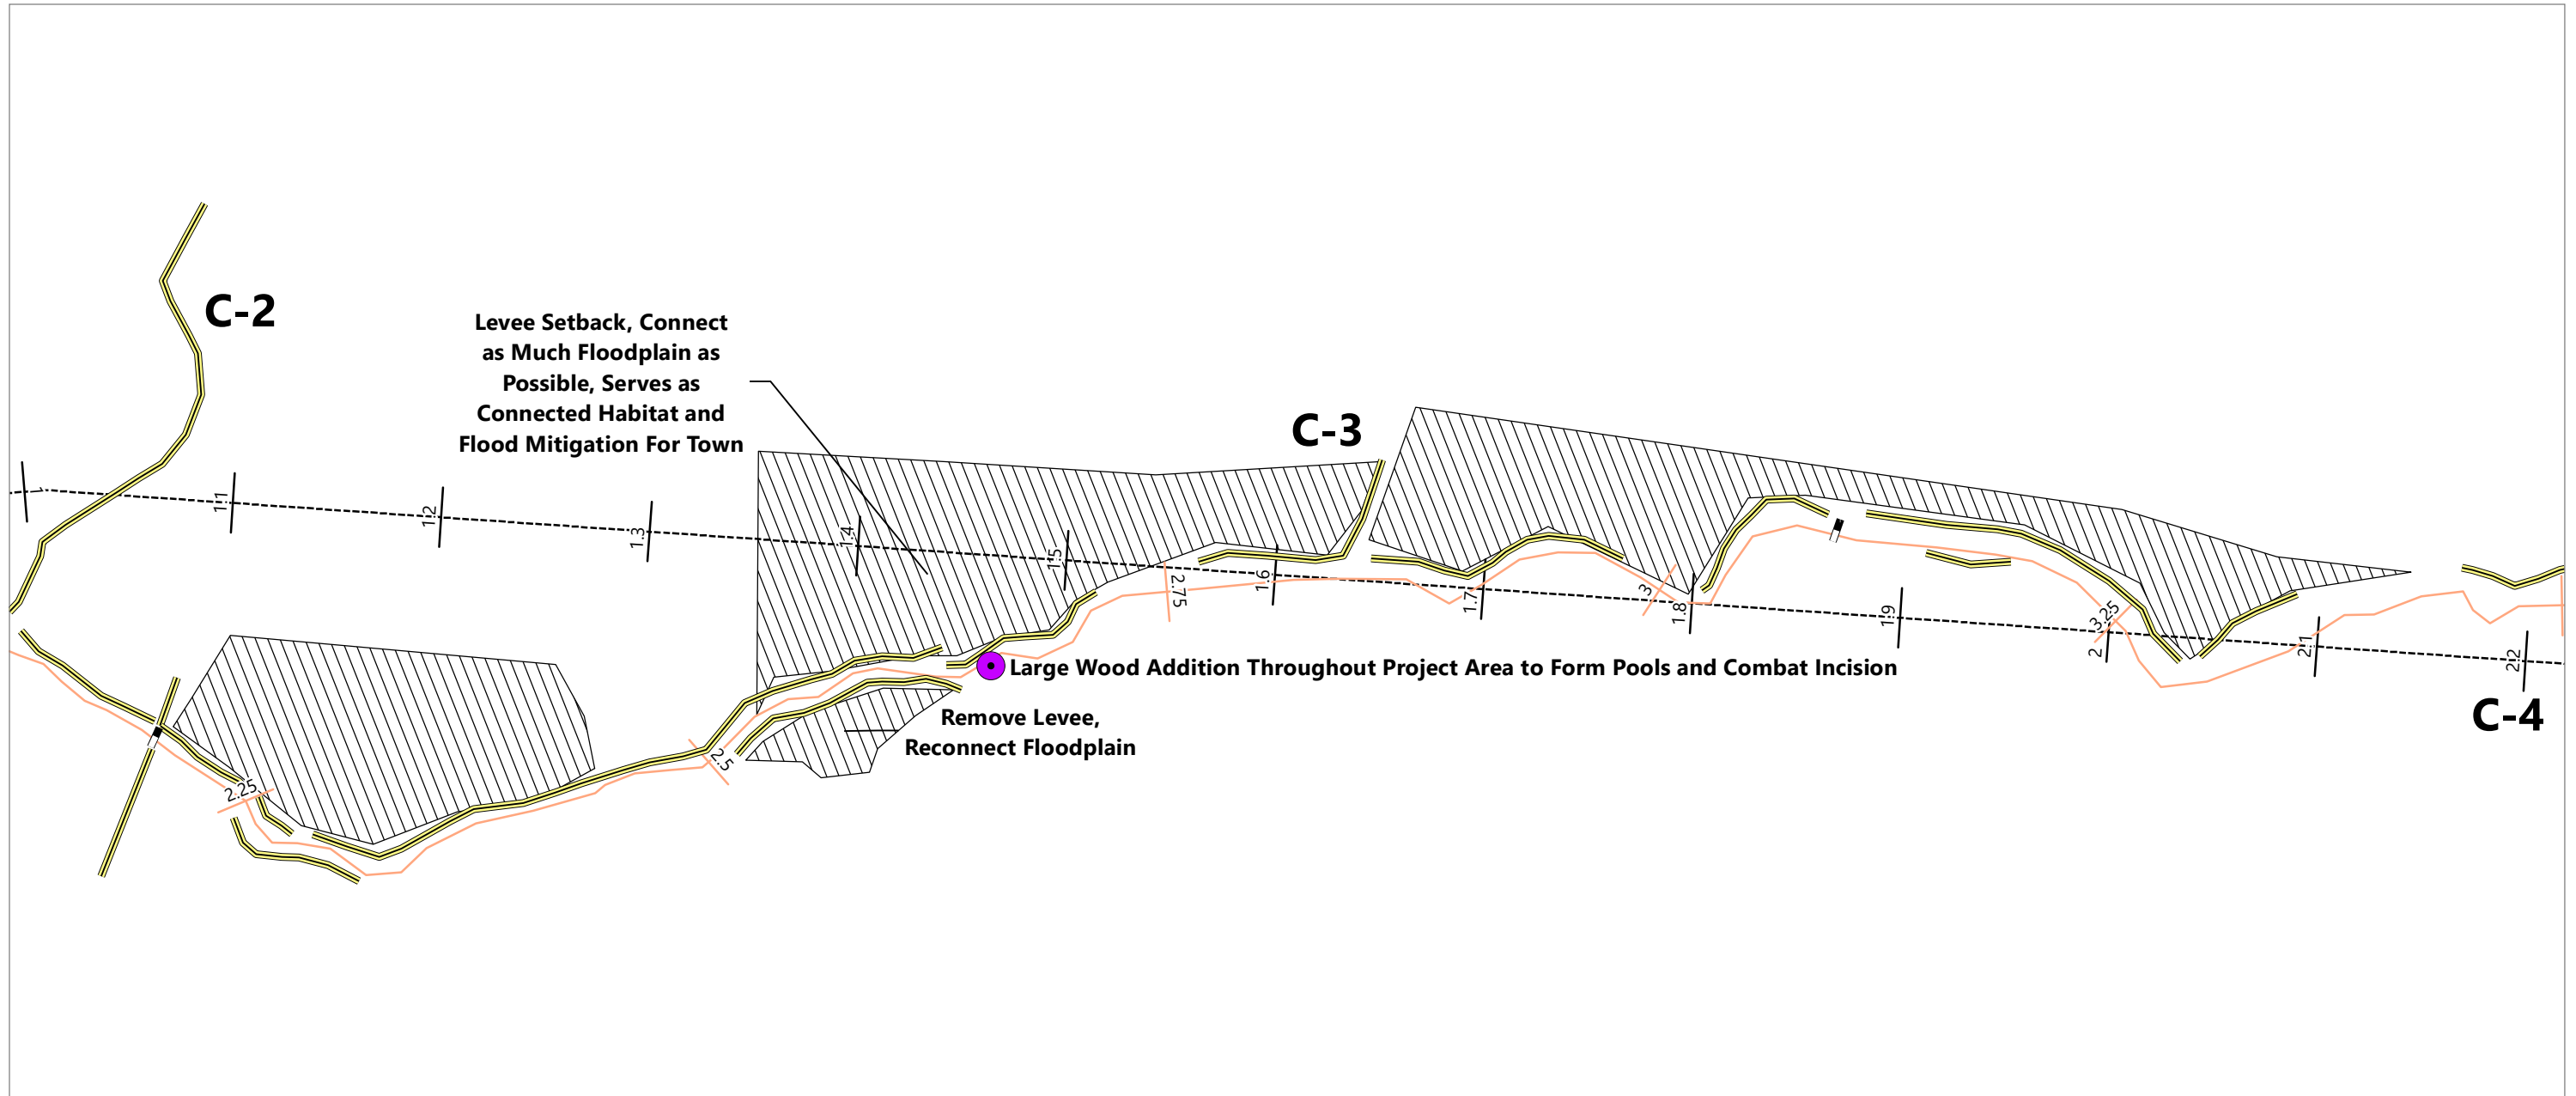 C-2
Levee Setback, Connect
as Much Floodplain as
Possible, Serves as
Connected Habitat and
Flood Mitigation For Town
C-3
1
1.1
1.2
1.3
1.4
1.5
1.6
1.7
1.8
1.9
2
2.1
2.2
2.25
2.5
2.75
3
3.25
Large Wood Addition Throughout Project Area to Form Pools and Combat Incision
Remove Levee,
Reconnect Floodplain
C-4